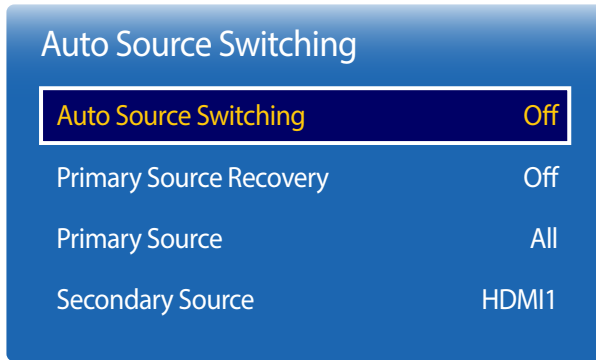 Auto Source Switching
Auto Source Switching Off
Primary Source Recovery Off
Primary Source All
Secondary Source HDMI1